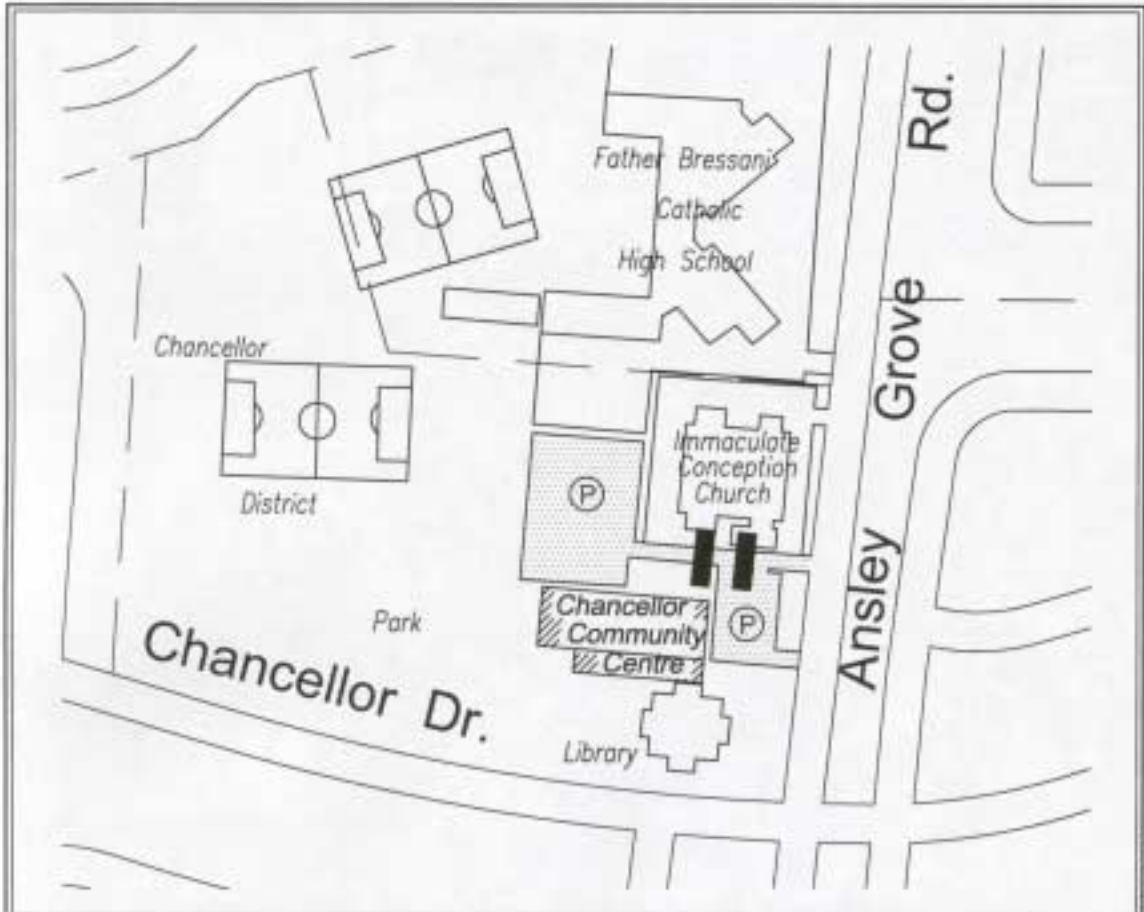 Father Bressani
Catholic
High School
Rd.
Grove
Ansley
Chancellor
District
Park
Immaculate
Conception
Church
P
P
Chancellor
Community
Centre
Library
Chancellor Dr.